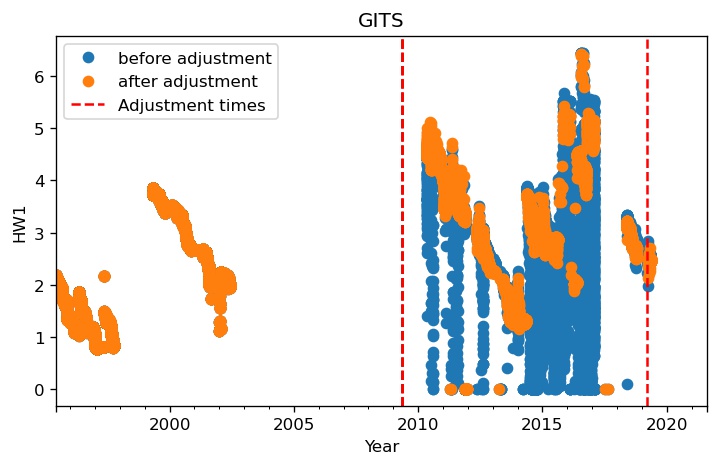 GITS
before adjustment
after adjustment
Adjustment times
HW1
6
5
4
3
2
1
0
2000 2005 2010 2015 2020
Year